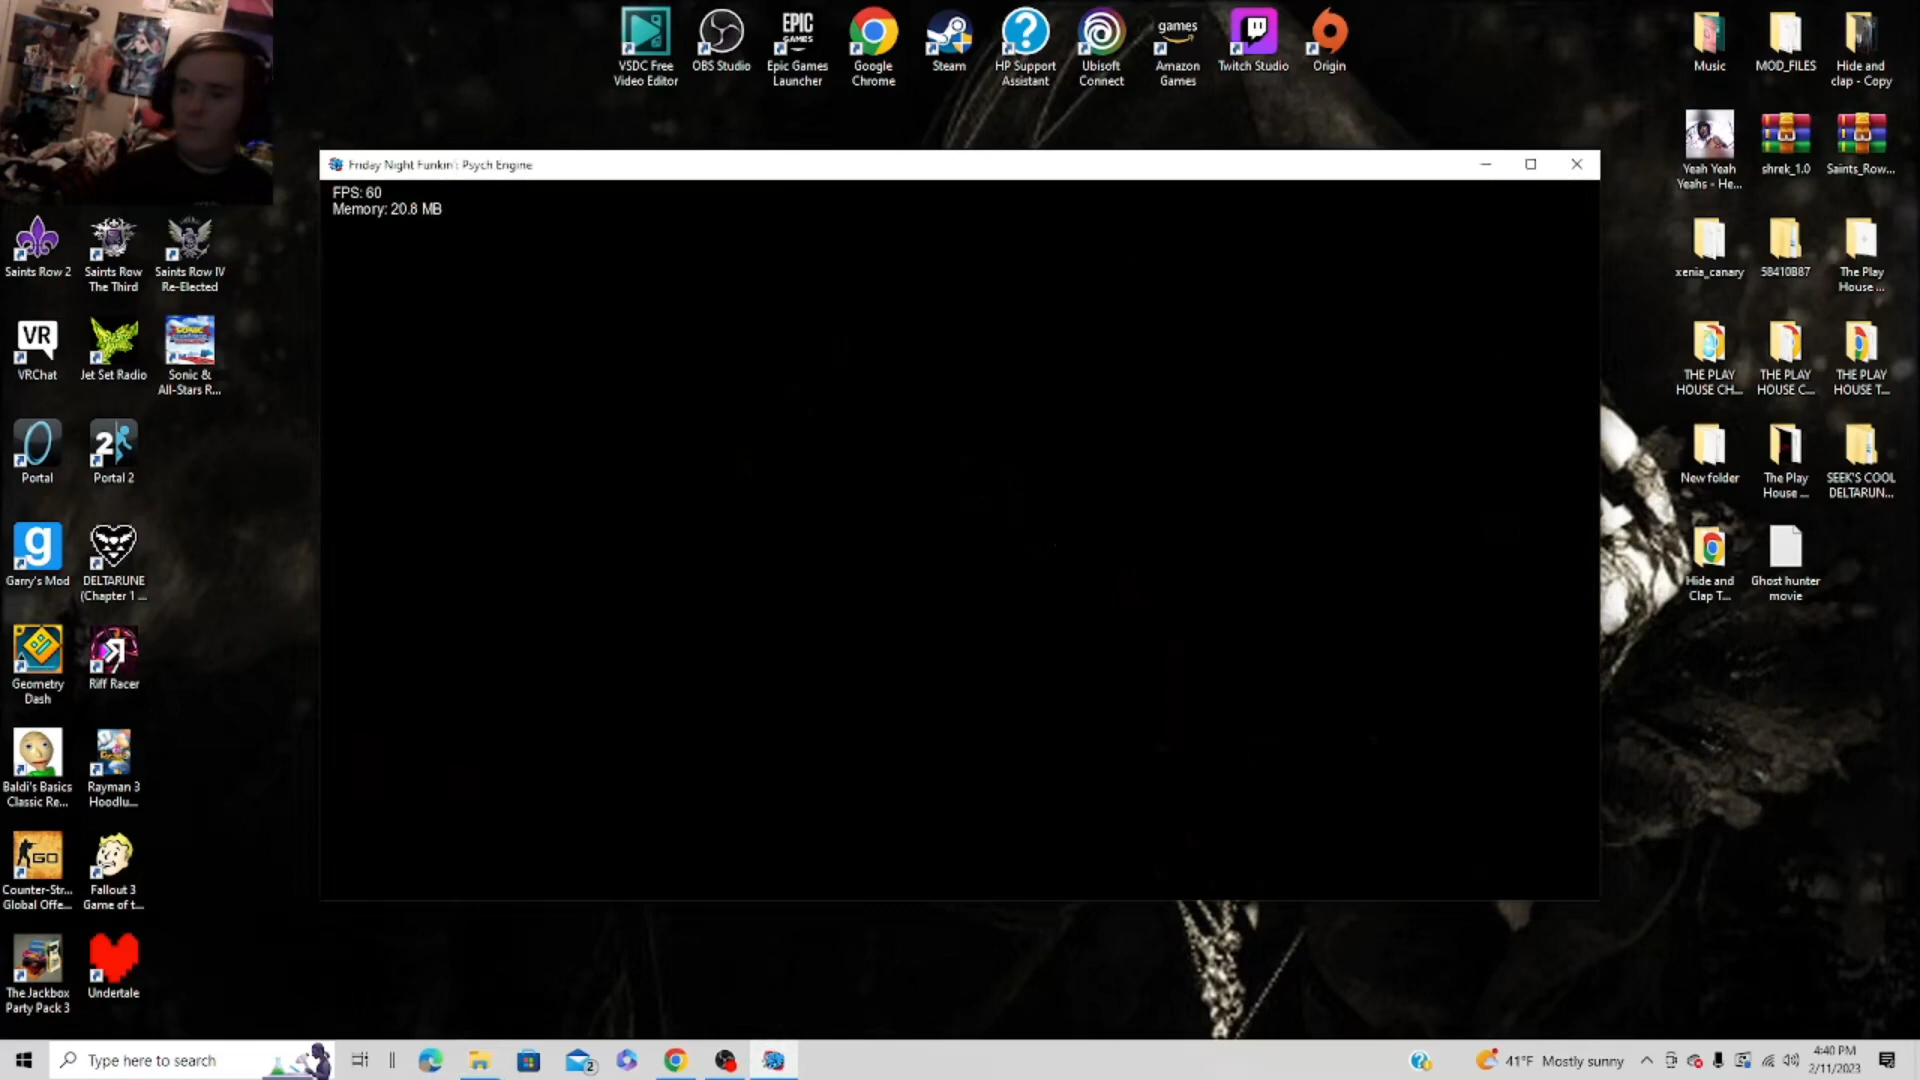 VSDC Free
Video Editor
OBS Studio
EPIC
GAMES
Epic Games
Launcher
Google
Chrome
Steam
HP Support
Assistant
Ubisoft
Connect
games
Amazon
Games
Twitch Studio
Origin
Music
MOD_FILES
Hide and
clap - Copy
Friday Night Funkin': Psych Engine
FPS: 60
Memory: 20.8 MB
Yeah Yeah
Yeahs - He...
shrek_1.0
Saints_Row...
Saints Row 2
Saints Row
The Third
Saints Row IV
Re-Elected
xenia_canary
58410B87
The Play
House ...
VR
VRChat
Jet Set Radio
Sonic &
All-Stars R...
THE PLAY
HOUSE CH...
THE PLAY
HOUSE C...
THE PLAY
HOUSE T...
Portal
2
Portal 2
New folder
The Play
House ...
SEEK'S COOL
DELTARUN...
g
Garry's Mod
DELTARUNE
(Chapter 1 ...
Hide and
Clap T...
Ghost hunter
movie
Geometry
Dash
Riff Racer
Baldi's Basics
Classic Re...
Rayman 3
Hoodlu...
GO
Counter-Str...
Global Offe...
Fallout 3
Game of t...
The Jackbox
Party Pack 3
Undertale
Type here to search
2
41°F Mostly sunny
4:40 PM
2/11/2023